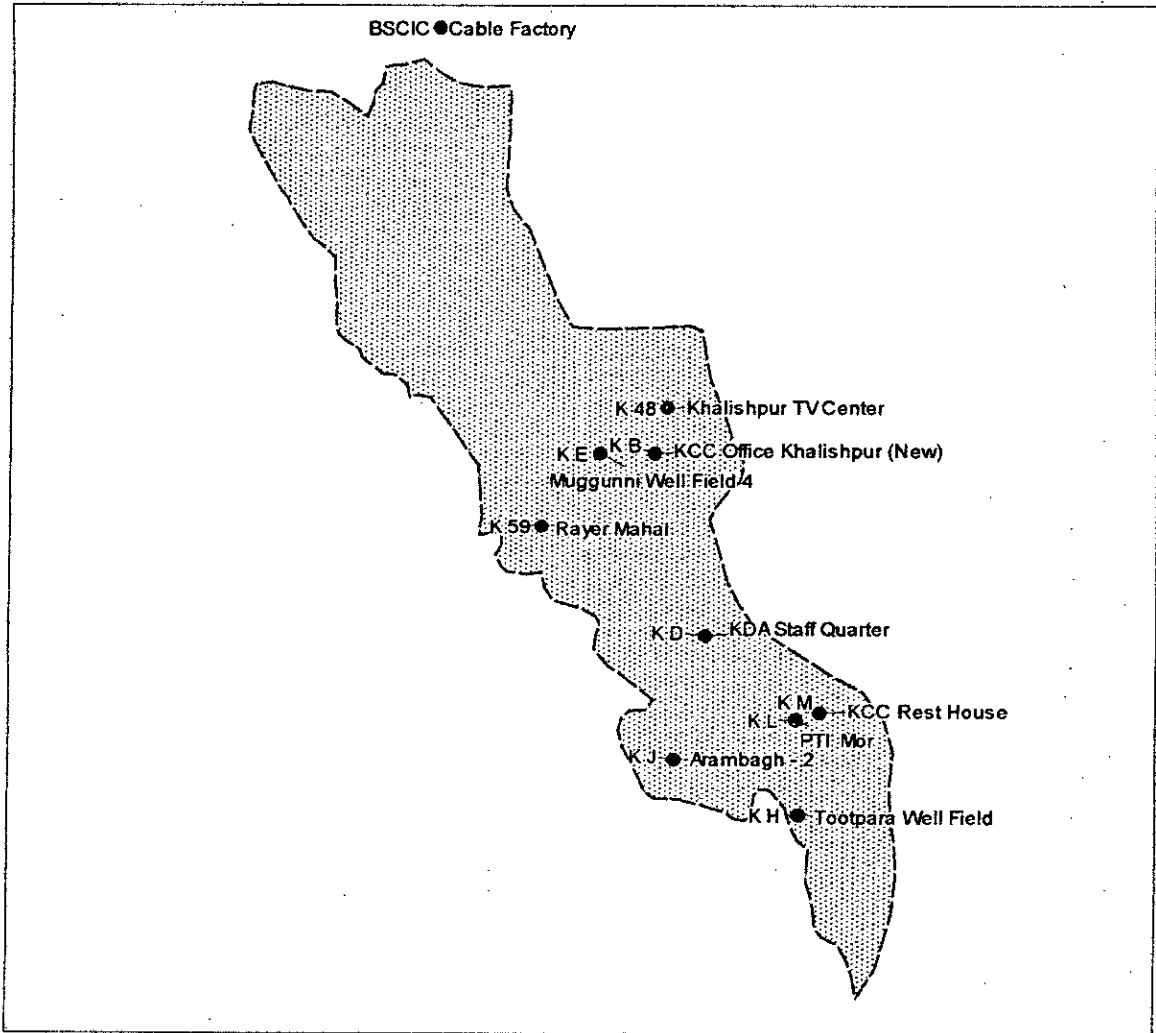 BSCIC Cable Factory
K 48 Khalishpur TV Center
K E K B KCC Office Khalishpur (New)
Muggunni Well Field 4
K 59 Rayer Mahal
K D KDA Staff Quarter
K M KCC Rest House
K L PTI Mor
K J Arambagh - 2
K H Tootpara Well Field